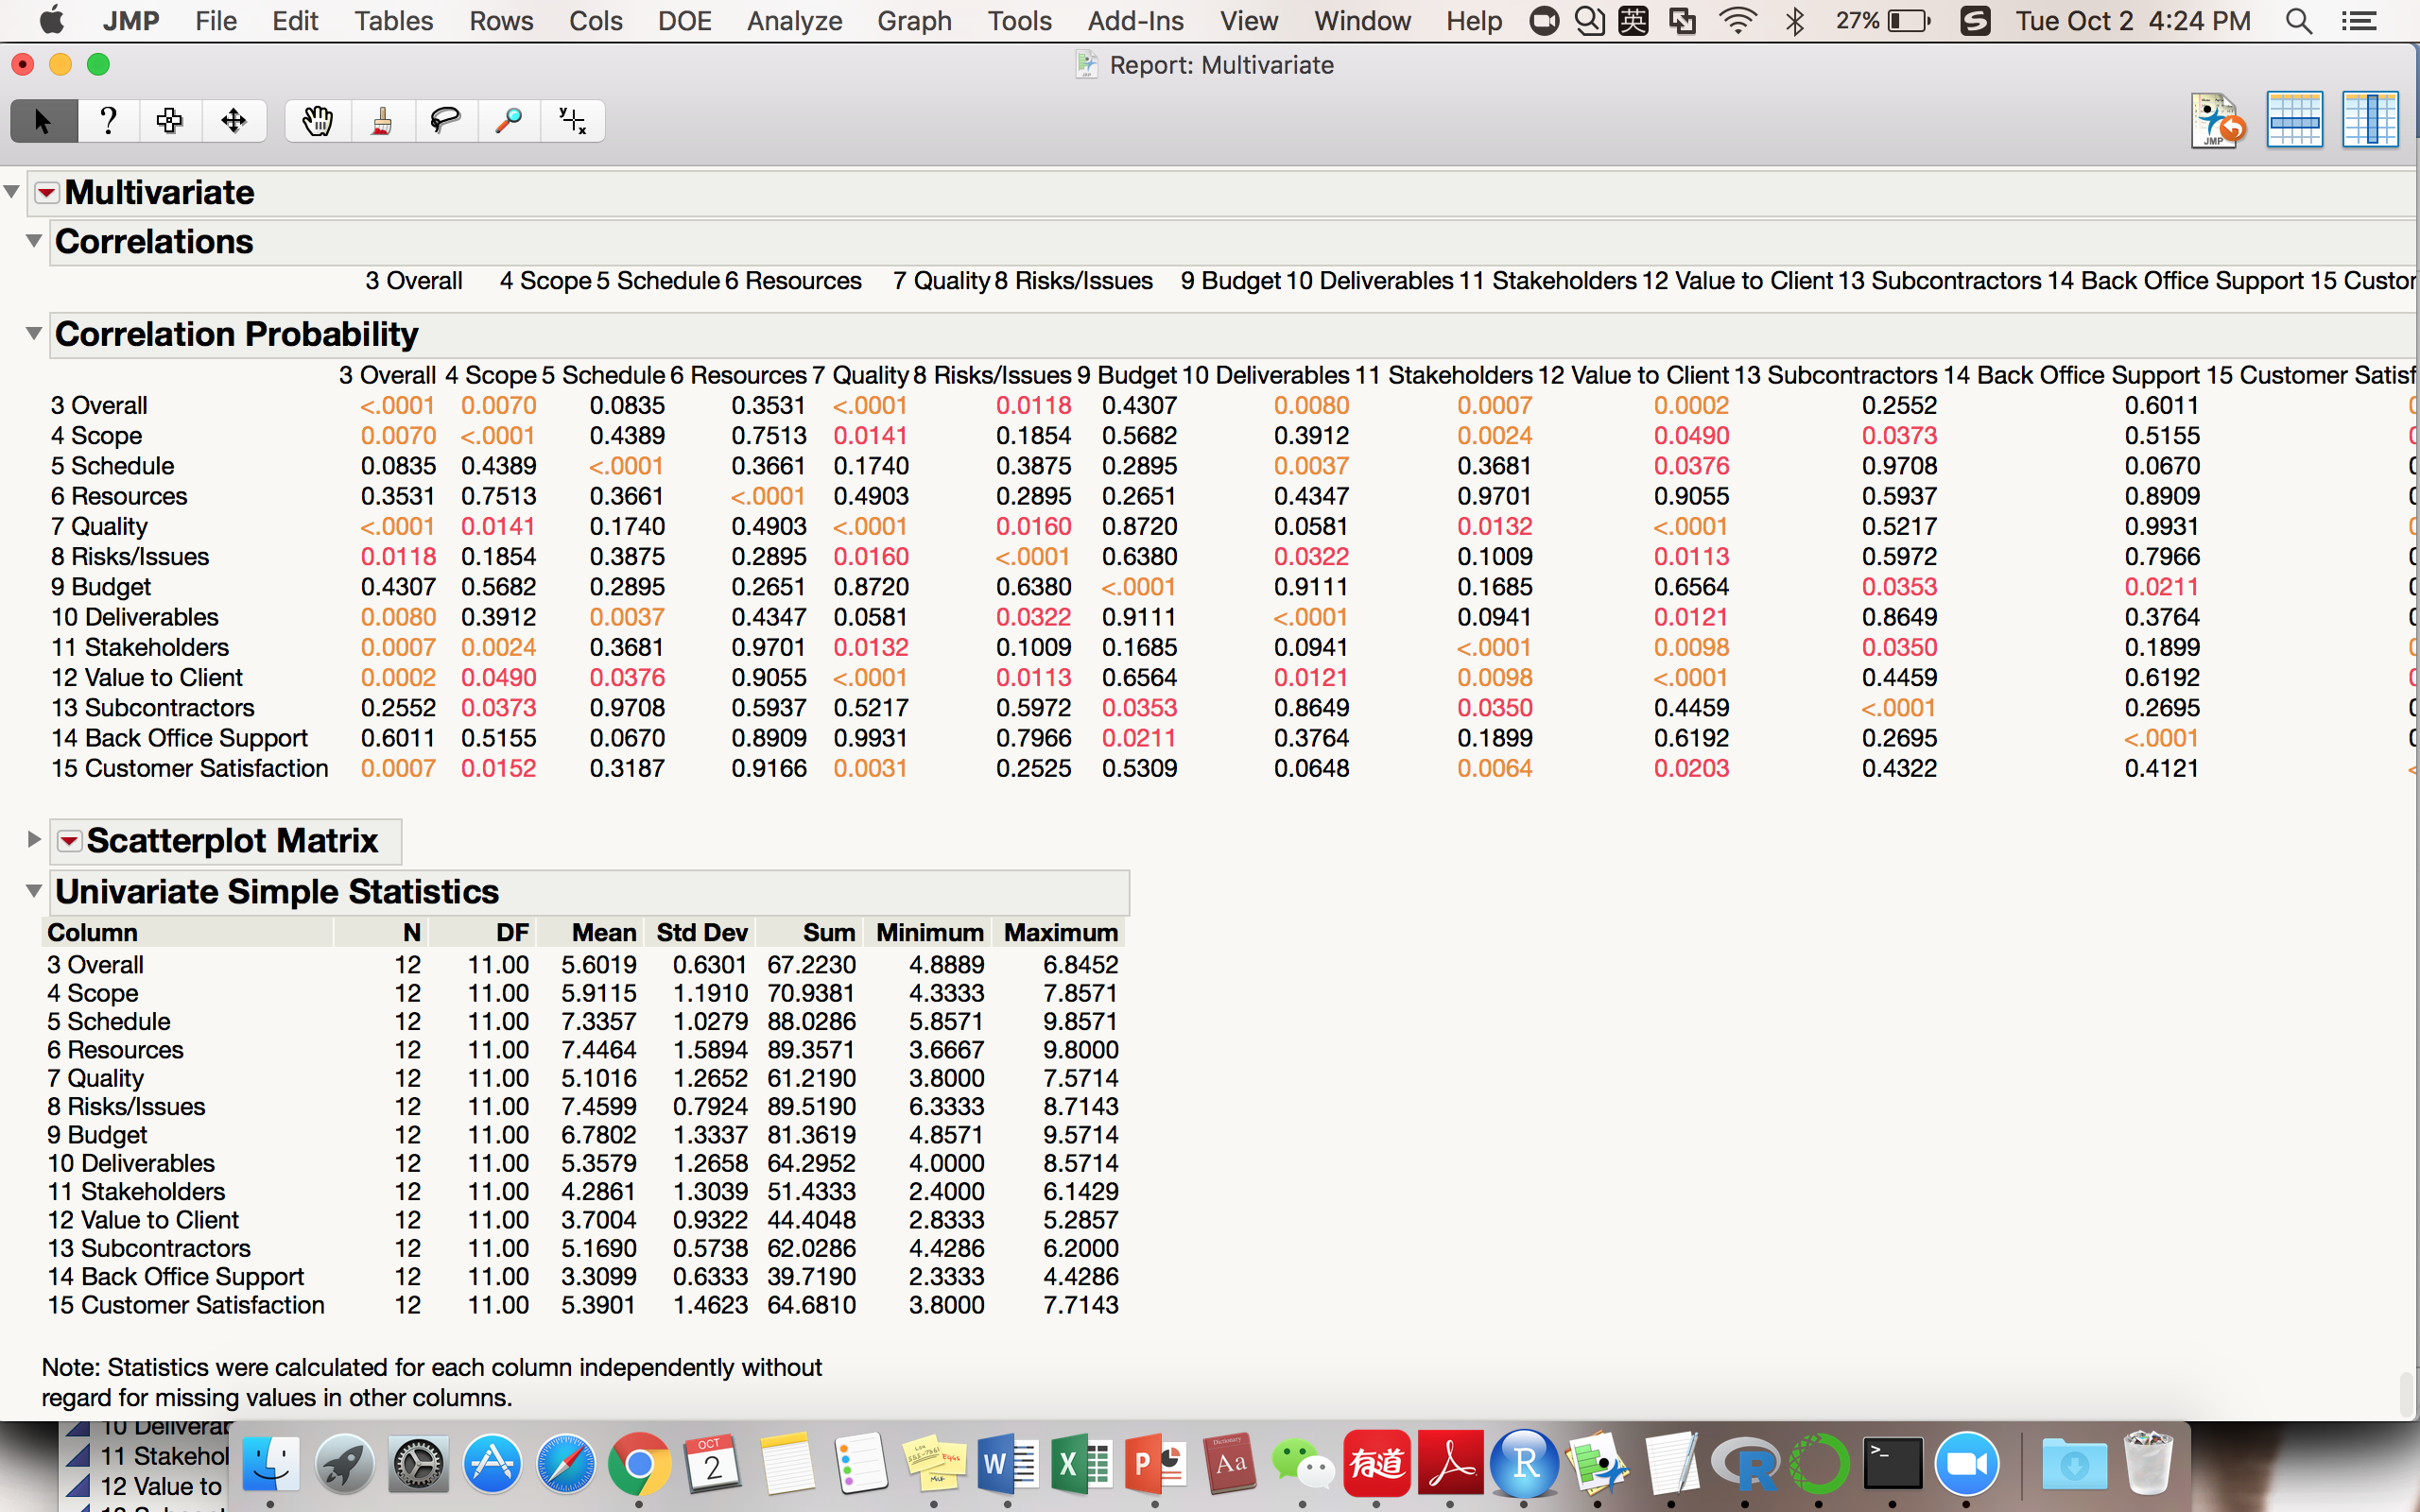 JMP File Edit Tables Rows Cols DOE Analyze Graph Tools Add-Ins View Window Help 英 27% S Tue Oct 2 4:24 PM
Report: Multivariate
? y x JMP
Multivariate
Correlations
3 Overall 4 Scope 5 Schedule 6 Resources 7 Quality 8 Risks/Issues 9 Budget 10 Deliverables 11 Stakeholders 12 Value to Client 13 Subcontractors 14 Back Office Support 15 Custor
Correlation Probability
3 Overall 4 Scope 5 Schedule 6 Resources 7 Quality 8 Risks/Issues 9 Budget 10 Deliverables 11 Stakeholders 12 Value to Client 13 Subcontractors 14 Back Office Support 15 Customer Satisf
3 Overall <.0001 0.0070 0.0835 0.3531 <.0001 0.0118 0.4307 0.0080 0.0007 0.0002 0.2552 0.6011
4 Scope 0.0070 <.0001 0.4389 0.7513 0.0141 0.1854 0.5682 0.3912 0.0024 0.0490 0.0373 0.5155
5 Schedule 0.0835 0.4389 <.0001 0.3661 0.1740 0.3875 0.2895 0.0037 0.3681 0.0376 0.9708 0.0670
6 Resources 0.3531 0.7513 0.3661 <.0001 0.4903 0.2895 0.2651 0.4347 0.9701 0.9055 0.5937 0.8909
7 Quality <.0001 0.0141 0.1740 0.4903 <.0001 0.0160 0.8720 0.0581 0.0132 <.0001 0.5217 0.9931
8 Risks/Issues 0.0118 0.1854 0.3875 0.2895 0.0160 <.0001 0.6380 0.0322 0.1009 0.0113 0.5972 0.7966
9 Budget 0.4307 0.5682 0.2895 0.2651 0.8720 0.6380 <.0001 0.9111 0.1685 0.6564 0.0353 0.0211
10 Deliverables 0.0080 0.3912 0.0037 0.4347 0.0581 0.0322 0.9111 <.0001 0.0941 0.0121 0.8649 0.3764
11 Stakeholders 0.0007 0.0024 0.3681 0.9701 0.0132 0.1009 0.1685 0.0941 <.0001 0.0098 0.0350 0.1899
12 Value to Client 0.0002 0.0490 0.0376 0.9055 <.0001 0.0113 0.6564 0.0121 0.0098 <.0001 0.4459 0.6192
13 Subcontractors 0.2552 0.0373 0.9708 0.5937 0.5217 0.5972 0.0353 0.8649 0.0350 0.4459 <.0001 0.2695
14 Back Office Support 0.6011 0.5155 0.0670 0.8909 0.9931 0.7966 0.0211 0.3764 0.1899 0.6192 0.2695 <.0001
15 Customer Satisfaction 0.0007 0.0152 0.3187 0.9166 0.0031 0.2525 0.5309 0.0648 0.0064 0.0203 0.4322 0.4121 <
Scatterplot Matrix
Univariate Simple Statistics
Column N DF Mean Std Dev Sum Minimum Maximum
3 Overall 12 11.00 5.6019 0.6301 67.2230 4.8889 6.8452
4 Scope 12 11.00 5.9115 1.1910 70.9381 4.3333 7.8571
5 Schedule 12 11.00 7.3357 1.0279 88.0286 5.8571 9.8571
6 Resources 12 11.00 7.4464 1.5894 89.3571 3.6667 9.8000
7 Quality 12 11.00 5.1016 1.2652 61.2190 3.8000 7.5714
8 Risks/Issues 12 11.00 7.4599 0.7924 89.5190 6.3333 8.7143
9 Budget 12 11.00 6.7802 1.3337 81.3619 4.8571 9.5714
10 Deliverables 12 11.00 5.3579 1.2658 64.2952 4.0000 8.5714
11 Stakeholders 12 11.00 4.2861 1.3039 51.4333 2.4000 6.1429
12 Value to Client 12 11.00 3.7004 0.9322 44.4048 2.8333 5.2857
13 Subcontractors 12 11.00 5.1690 0.5738 62.0286 4.4286 6.2000
14 Back Office Support 12 11.00 3.3099 0.6333 39.7190 2.3333 4.4286
15 Customer Satisfaction 12 11.00 5.3901 1.4623 64.6810 3.8000 7.7143
Note: Statistics were calculated for each column independently without
regard for missing values in other columns.
10 Deliverab
11 Stakehol
12 Value to
OCT
2
W X P Dictionary Aa 有道 R R >_